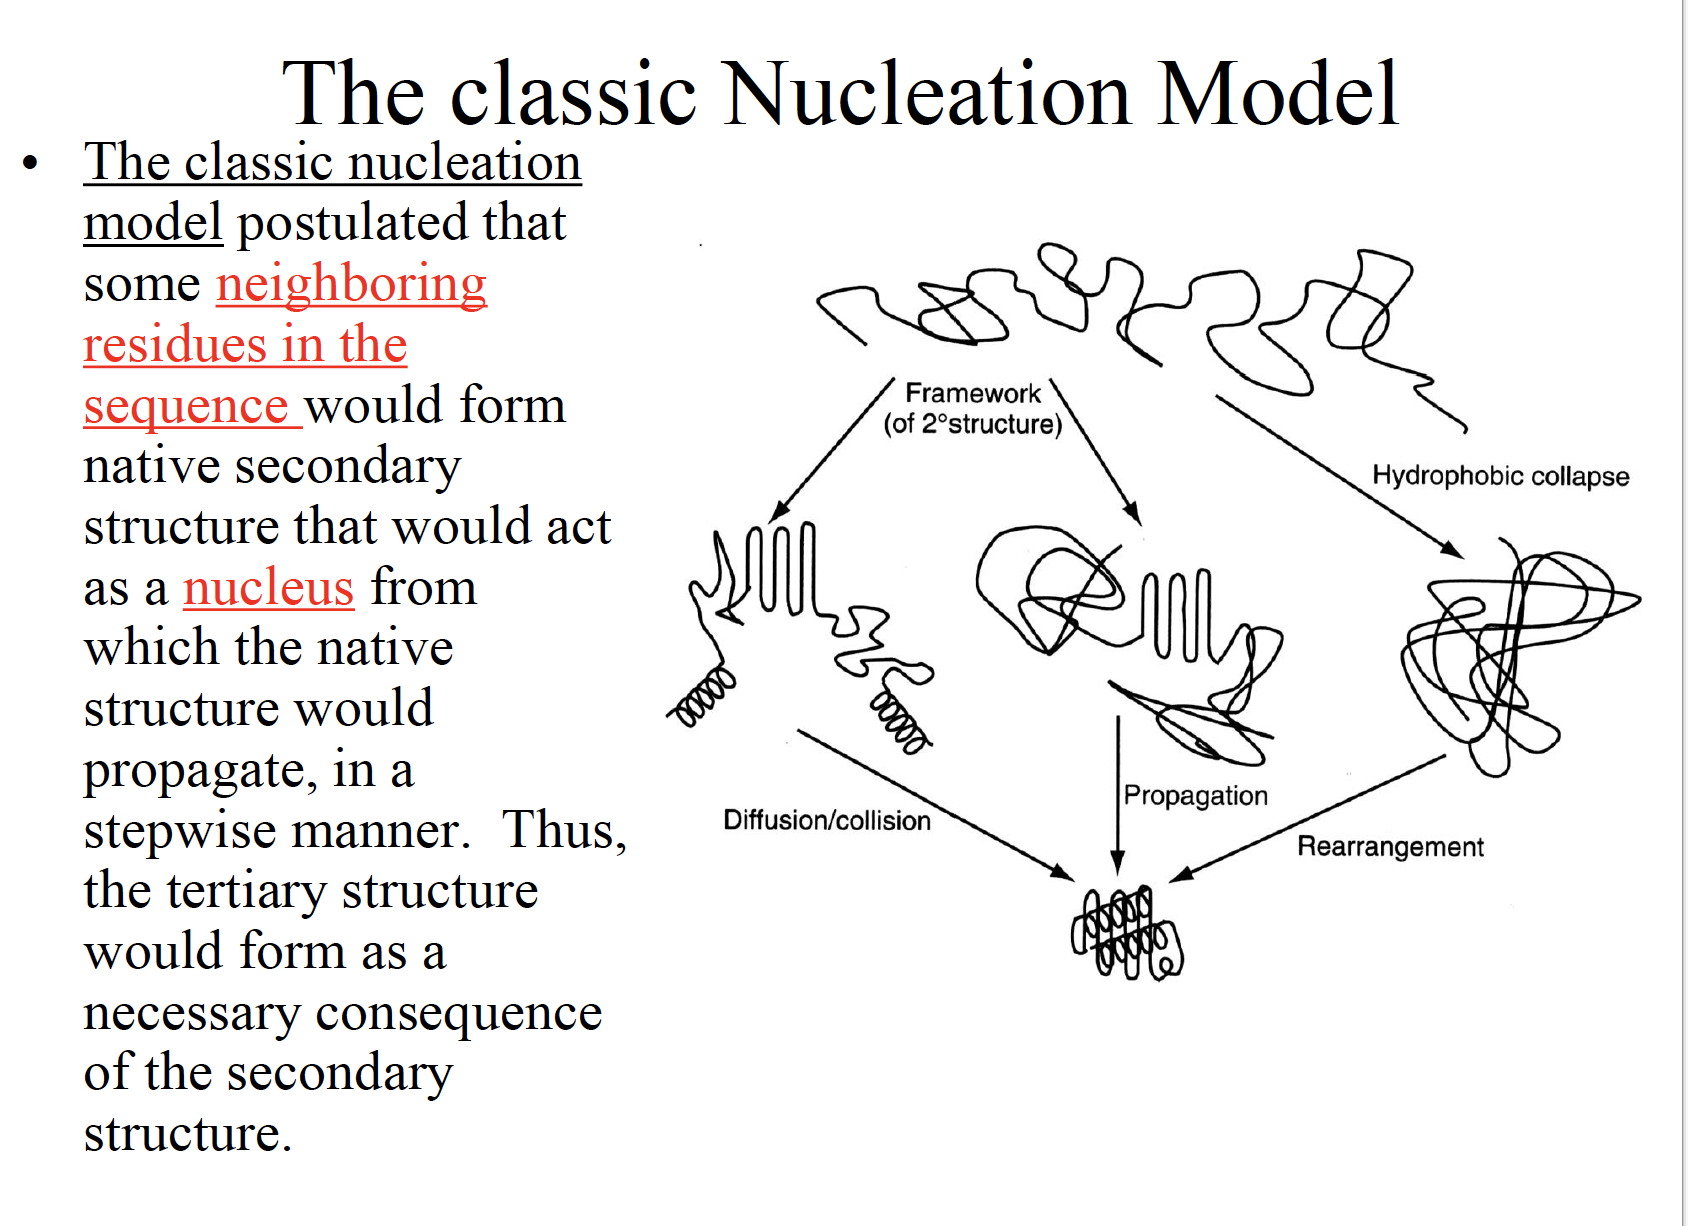 The classic Nucleation Model
• The classic nucleation
model postulated that
some neighboring
residues in the
sequence would form
native secondary
structure that would act
as a nucleus from
which the native
structure would
propagate, in a
stepwise manner.  Thus,
the tertiary structure
would form as a
necessary consequence
of the secondary
structure.
Framework
(of 2°structure)
Hydrophobic collapse
Diffusion/collision
Propagation
Rearrangement